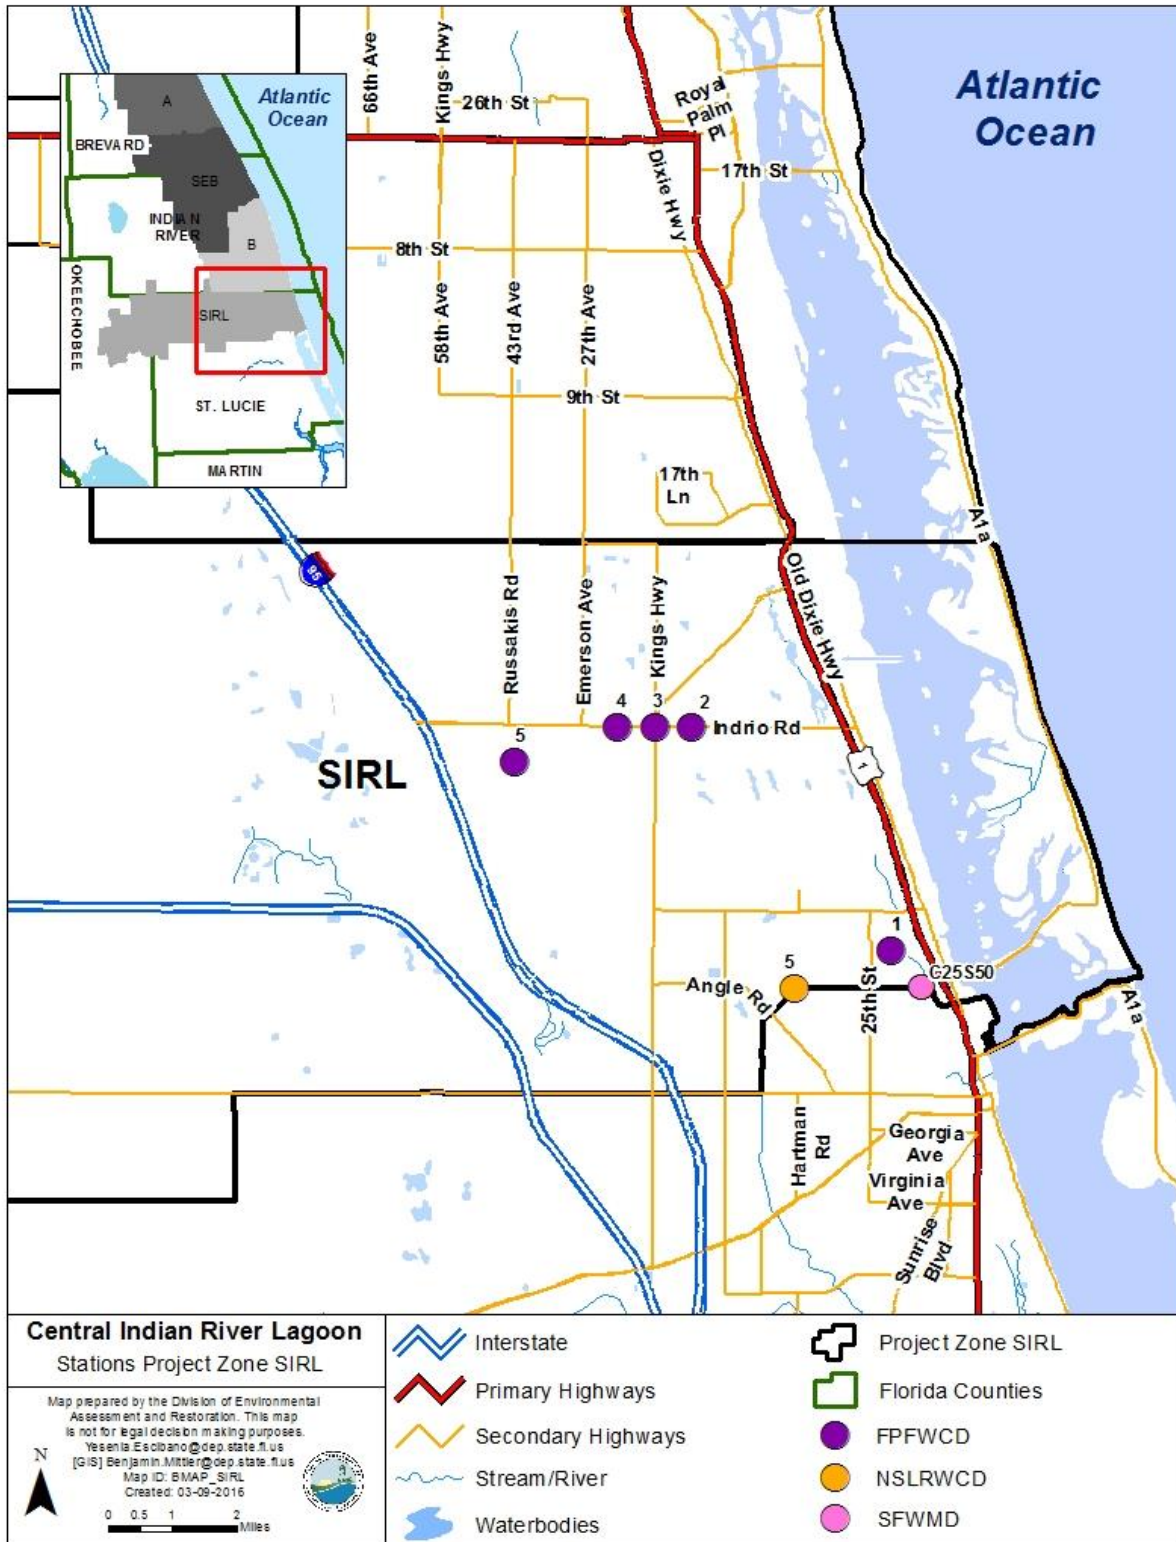 66th Ave
Kings Hwy
26th St
Royal
Palm
Pl
Atlantic
Ocean
Atlantic
Ocean
A
BREVARD
SEB
INDIAN
RIVER
B
OKEECHOBEE
SIRL
ST. LUCIE
MARTIN
Dixie Hwy
17th St
8th St
58th Ave
43rd Ave
27th Ave
9th St
17th
Ln
A1a
95
Russakis Rd
Emerson Ave
Kings Hwy
Old Dixie Hwy
4
3
2
Indrio Rd
5
SIRL
1
1
5
C25S50
Angle Rd
25th St
A1a
Hartman
Rd
Georgia
Ave
Virginia
Ave
Sunrise
Blvd
Central Indian River Lagoon
Stations Project Zone SIRL
Map prepared by the Division of Environmental
Assessment and Restoration. This map
is not for legal decision making purposes.
Yesenia.Escribano@dep.state.fl.us
[GIS] Benjamin.Mittler@dep.state.fl.us
Map ID: BMAP_SIRL
Created: 03-09-2016
N
0 0.5 1 2
Miles
Interstate
Primary Highways
Secondary Highways
Stream/River
Waterbodies
Project Zone SIRL
Florida Counties
FPFWCD
NSLRWCD
SFWMD